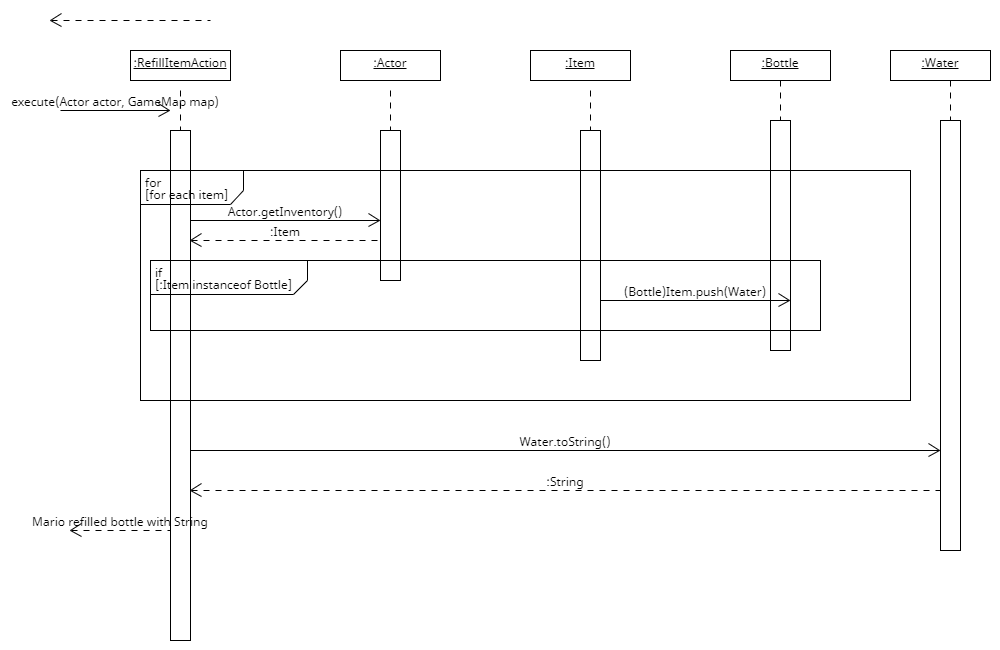 :RefillItemAction
:Actor
:Item
:Bottle
:Water
execute(Actor actor, GameMap map)
for
[for each item]
Actor.getInventory()
:Item
if
[:Item instanceof Bottle]
(Bottle)Item.push(Water)
Water.toString()
:String
Mario refilled bottle with String